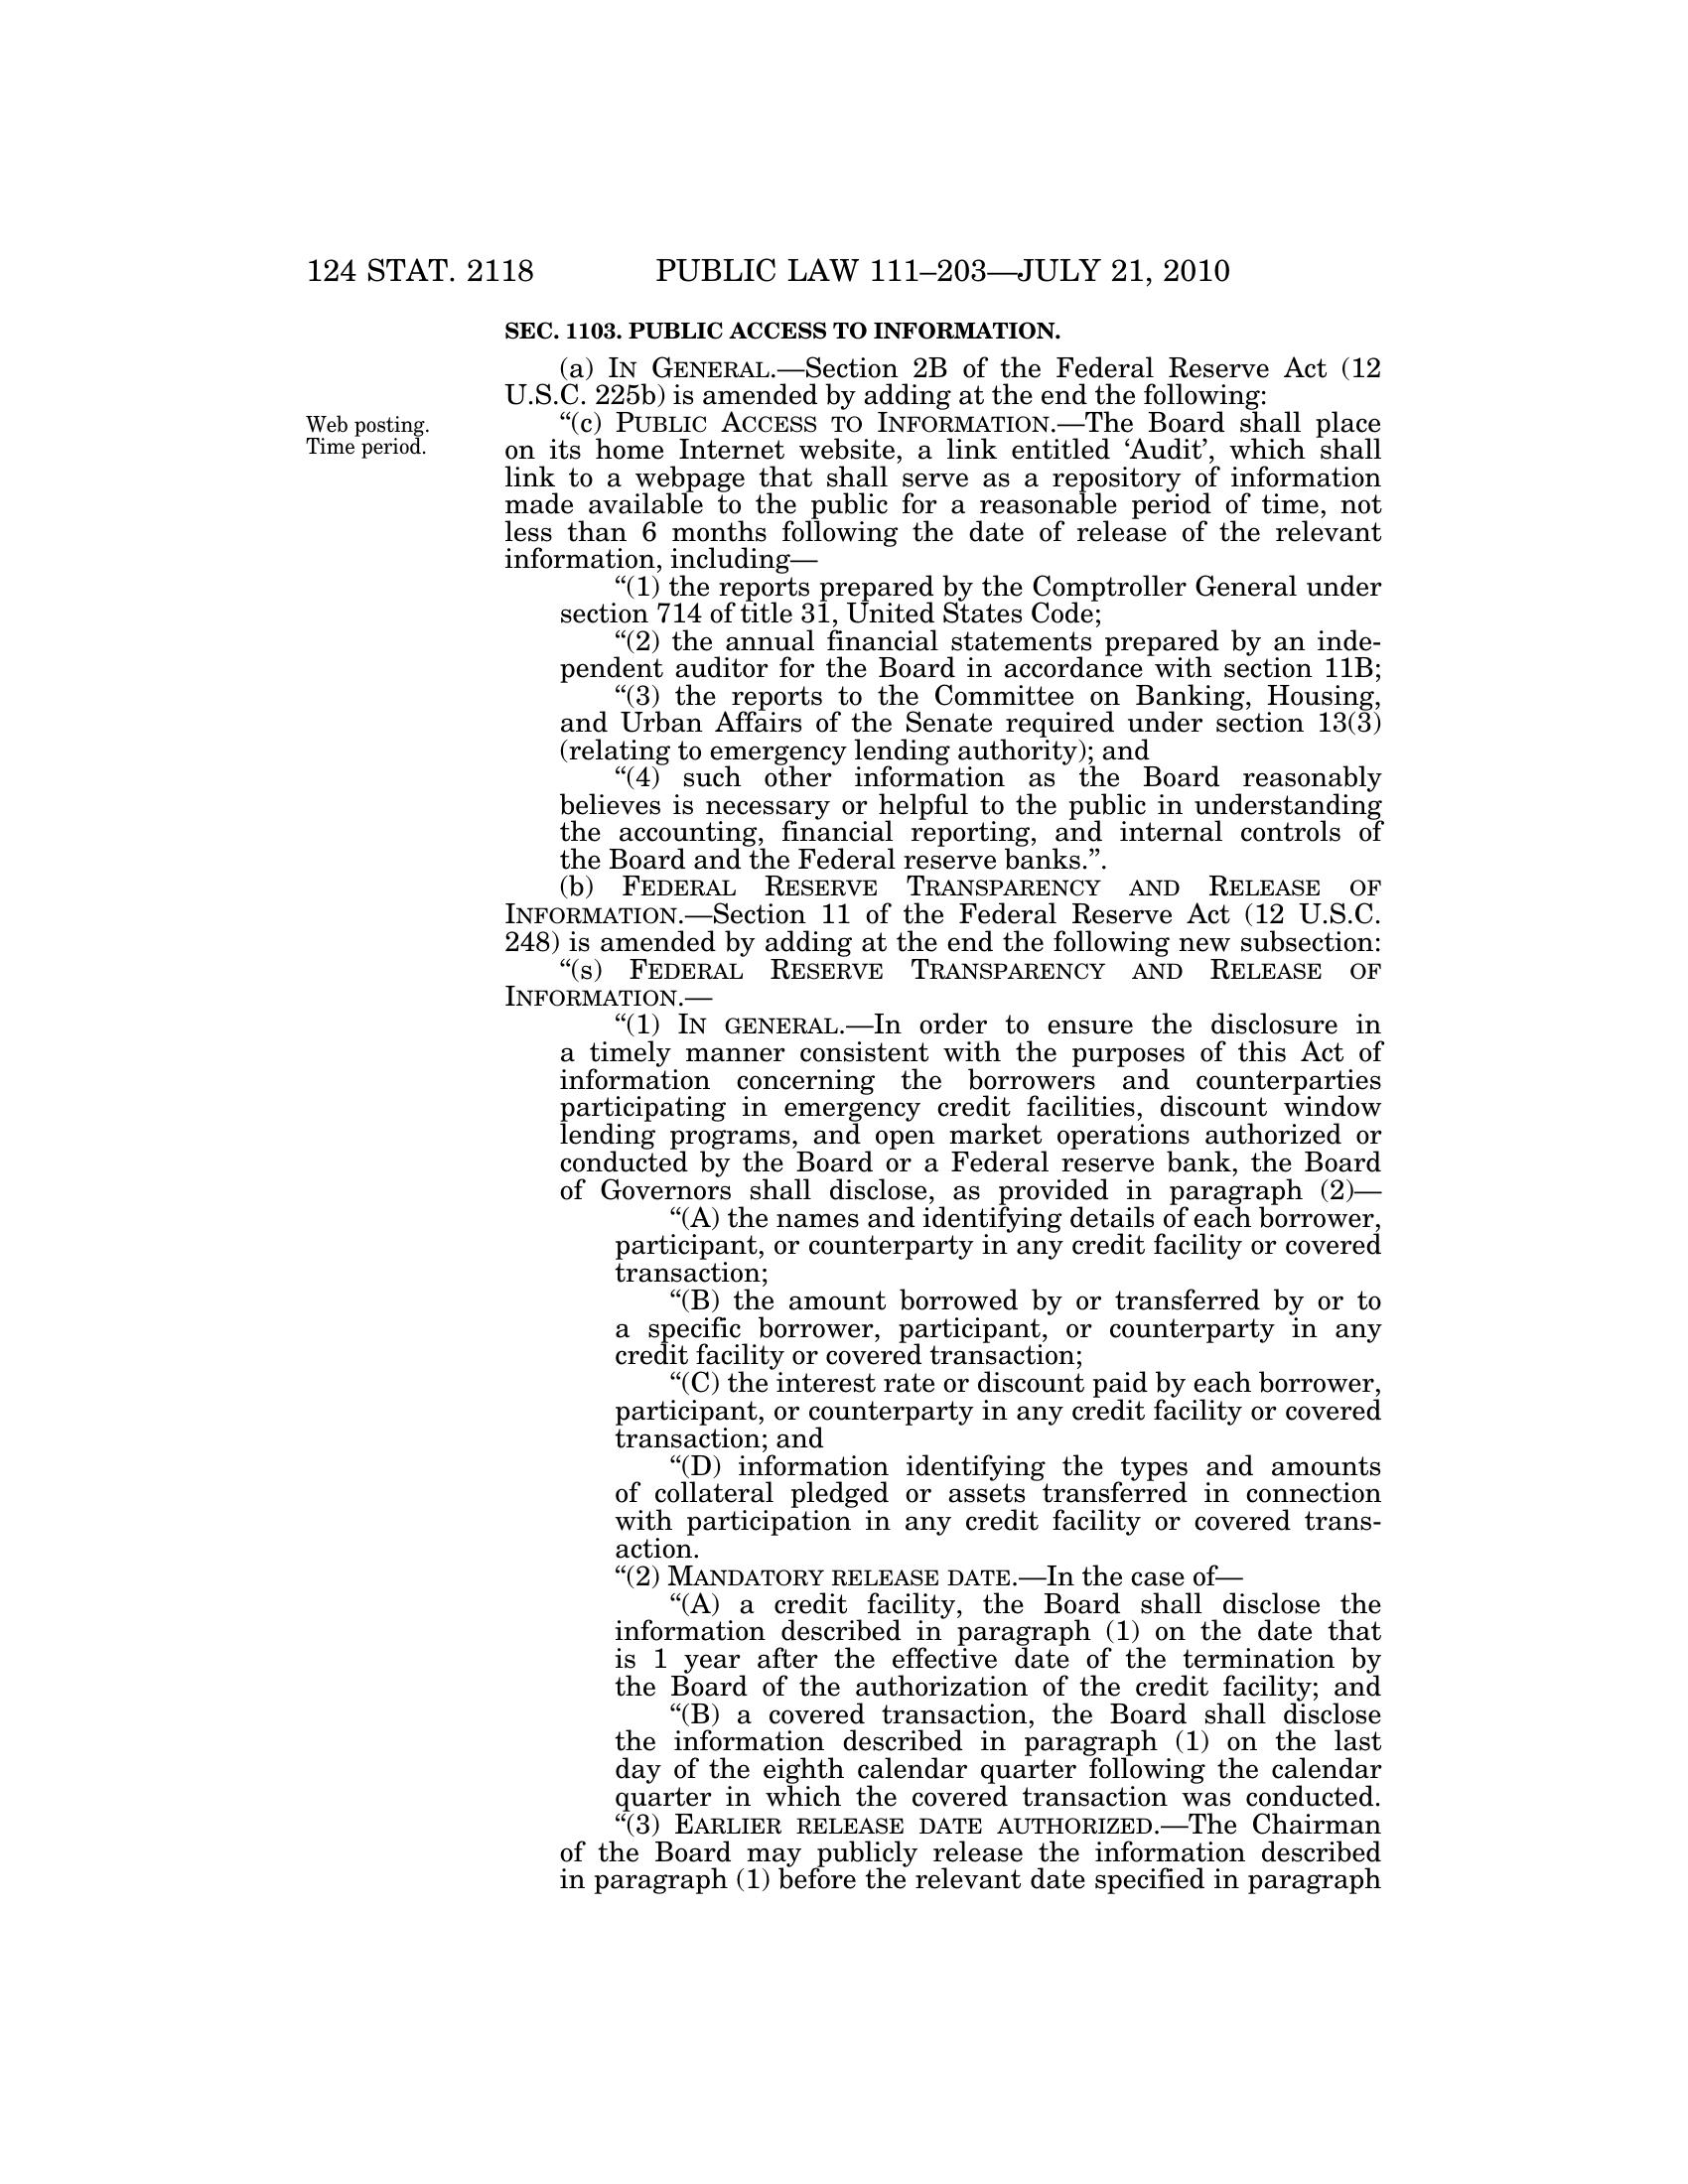 124 STAT. 2118 PUBLIC LAW 111–203—JULY 21, 2010
SEC. 1103. PUBLIC ACCESS TO INFORMATION.
(a) IN GENERAL.—Section 2B of the Federal Reserve Act (12
U.S.C. 225b) is amended by adding at the end the following:
Web posting.
Time period.
“(c) PUBLIC ACCESS TO INFORMATION.—The Board shall place
on its home Internet website, a link entitled ‘Audit’, which shall
link to a webpage that shall serve as a repository of information
made available to the public for a reasonable period of time, not
less than 6 months following the date of release of the relevant
information, including—
“(1) the reports prepared by the Comptroller General under
section 714 of title 31, United States Code;
“(2) the annual financial statements prepared by an inde-
pendent auditor for the Board in accordance with section 11B;
“(3) the reports to the Committee on Banking, Housing,
and Urban Affairs of the Senate required under section 13(3)
(relating to emergency lending authority); and
“(4) such other information as the Board reasonably
believes is necessary or helpful to the public in understanding
the accounting, financial reporting, and internal controls of
the Board and the Federal reserve banks.”.
(b) FEDERAL RESERVE TRANSPARENCY AND RELEASE OF
INFORMATION.—Section 11 of the Federal Reserve Act (12 U.S.C.
248) is amended by adding at the end the following new subsection:
“(s) FEDERAL RESERVE TRANSPARENCY AND RELEASE OF
INFORMATION.—
“(1) IN GENERAL.—In order to ensure the disclosure in
a timely manner consistent with the purposes of this Act of
information concerning the borrowers and counterparties
participating in emergency credit facilities, discount window
lending programs, and open market operations authorized or
conducted by the Board or a Federal reserve bank, the Board
of Governors shall disclose, as provided in paragraph (2)—
“(A) the names and identifying details of each borrower,
participant, or counterparty in any credit facility or covered
transaction;
“(B) the amount borrowed by or transferred by or to
a specific borrower, participant, or counterparty in any
credit facility or covered transaction;
“(C) the interest rate or discount paid by each borrower,
participant, or counterparty in any credit facility or covered
transaction; and
“(D) information identifying the types and amounts
of collateral pledged or assets transferred in connection
with participation in any credit facility or covered trans-
action.
“(2) MANDATORY RELEASE DATE.—In the case of—
“(A) a credit facility, the Board shall disclose the
information described in paragraph (1) on the date that
is 1 year after the effective date of the termination by
the Board of the authorization of the credit facility; and
“(B) a covered transaction, the Board shall disclose
the information described in paragraph (1) on the last
day of the eighth calendar quarter following the calendar
quarter in which the covered transaction was conducted.
“(3) EARLIER RELEASE DATE AUTHORIZED.—The Chairman
of the Board may publicly release the information described
in paragraph (1) before the relevant date specified in paragraph